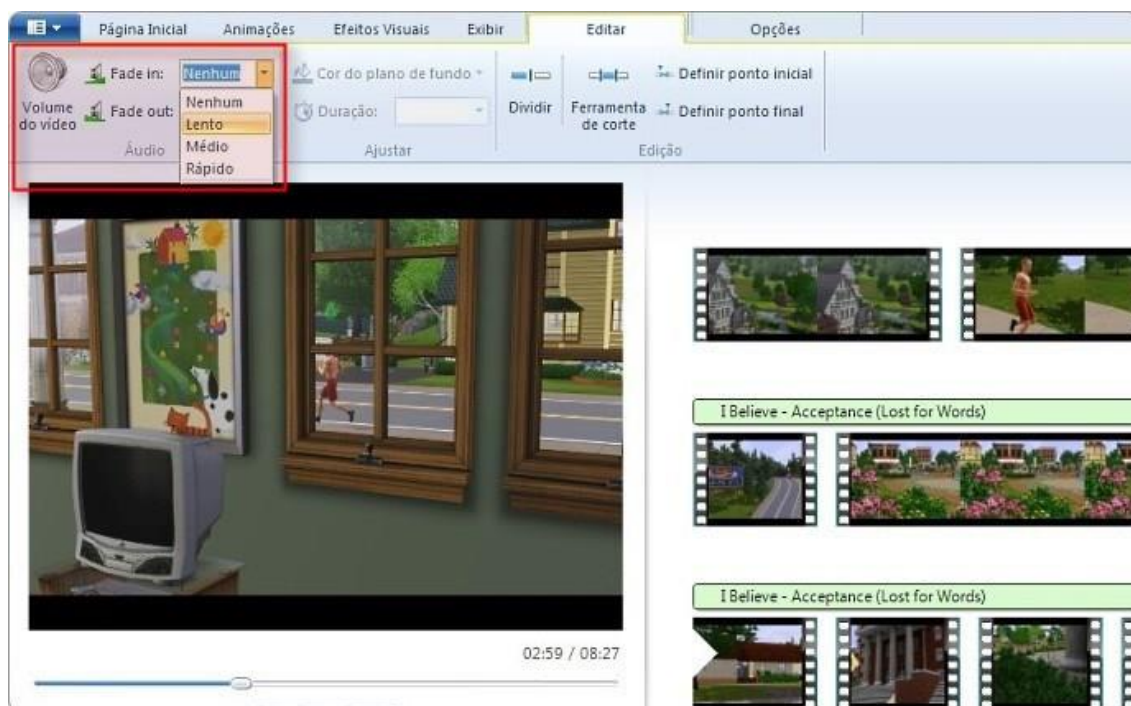 Página Inicial Animações Efeitos Visuais Exibir Editar Opções
Fade in: Nenhum
Cor do plano de fundo
Definir ponto inicial
Volume do vídeo
Fade out:
Nenhum
Lento
Médio
Rápido
Duração:
Dividir
Ferramenta de corte
Definir ponto final
Áudio
Ajustar
Edição
I Believe - Acceptance (Lost for Words)
I Believe - Acceptance (Lost for Words)
02:59 / 08:27